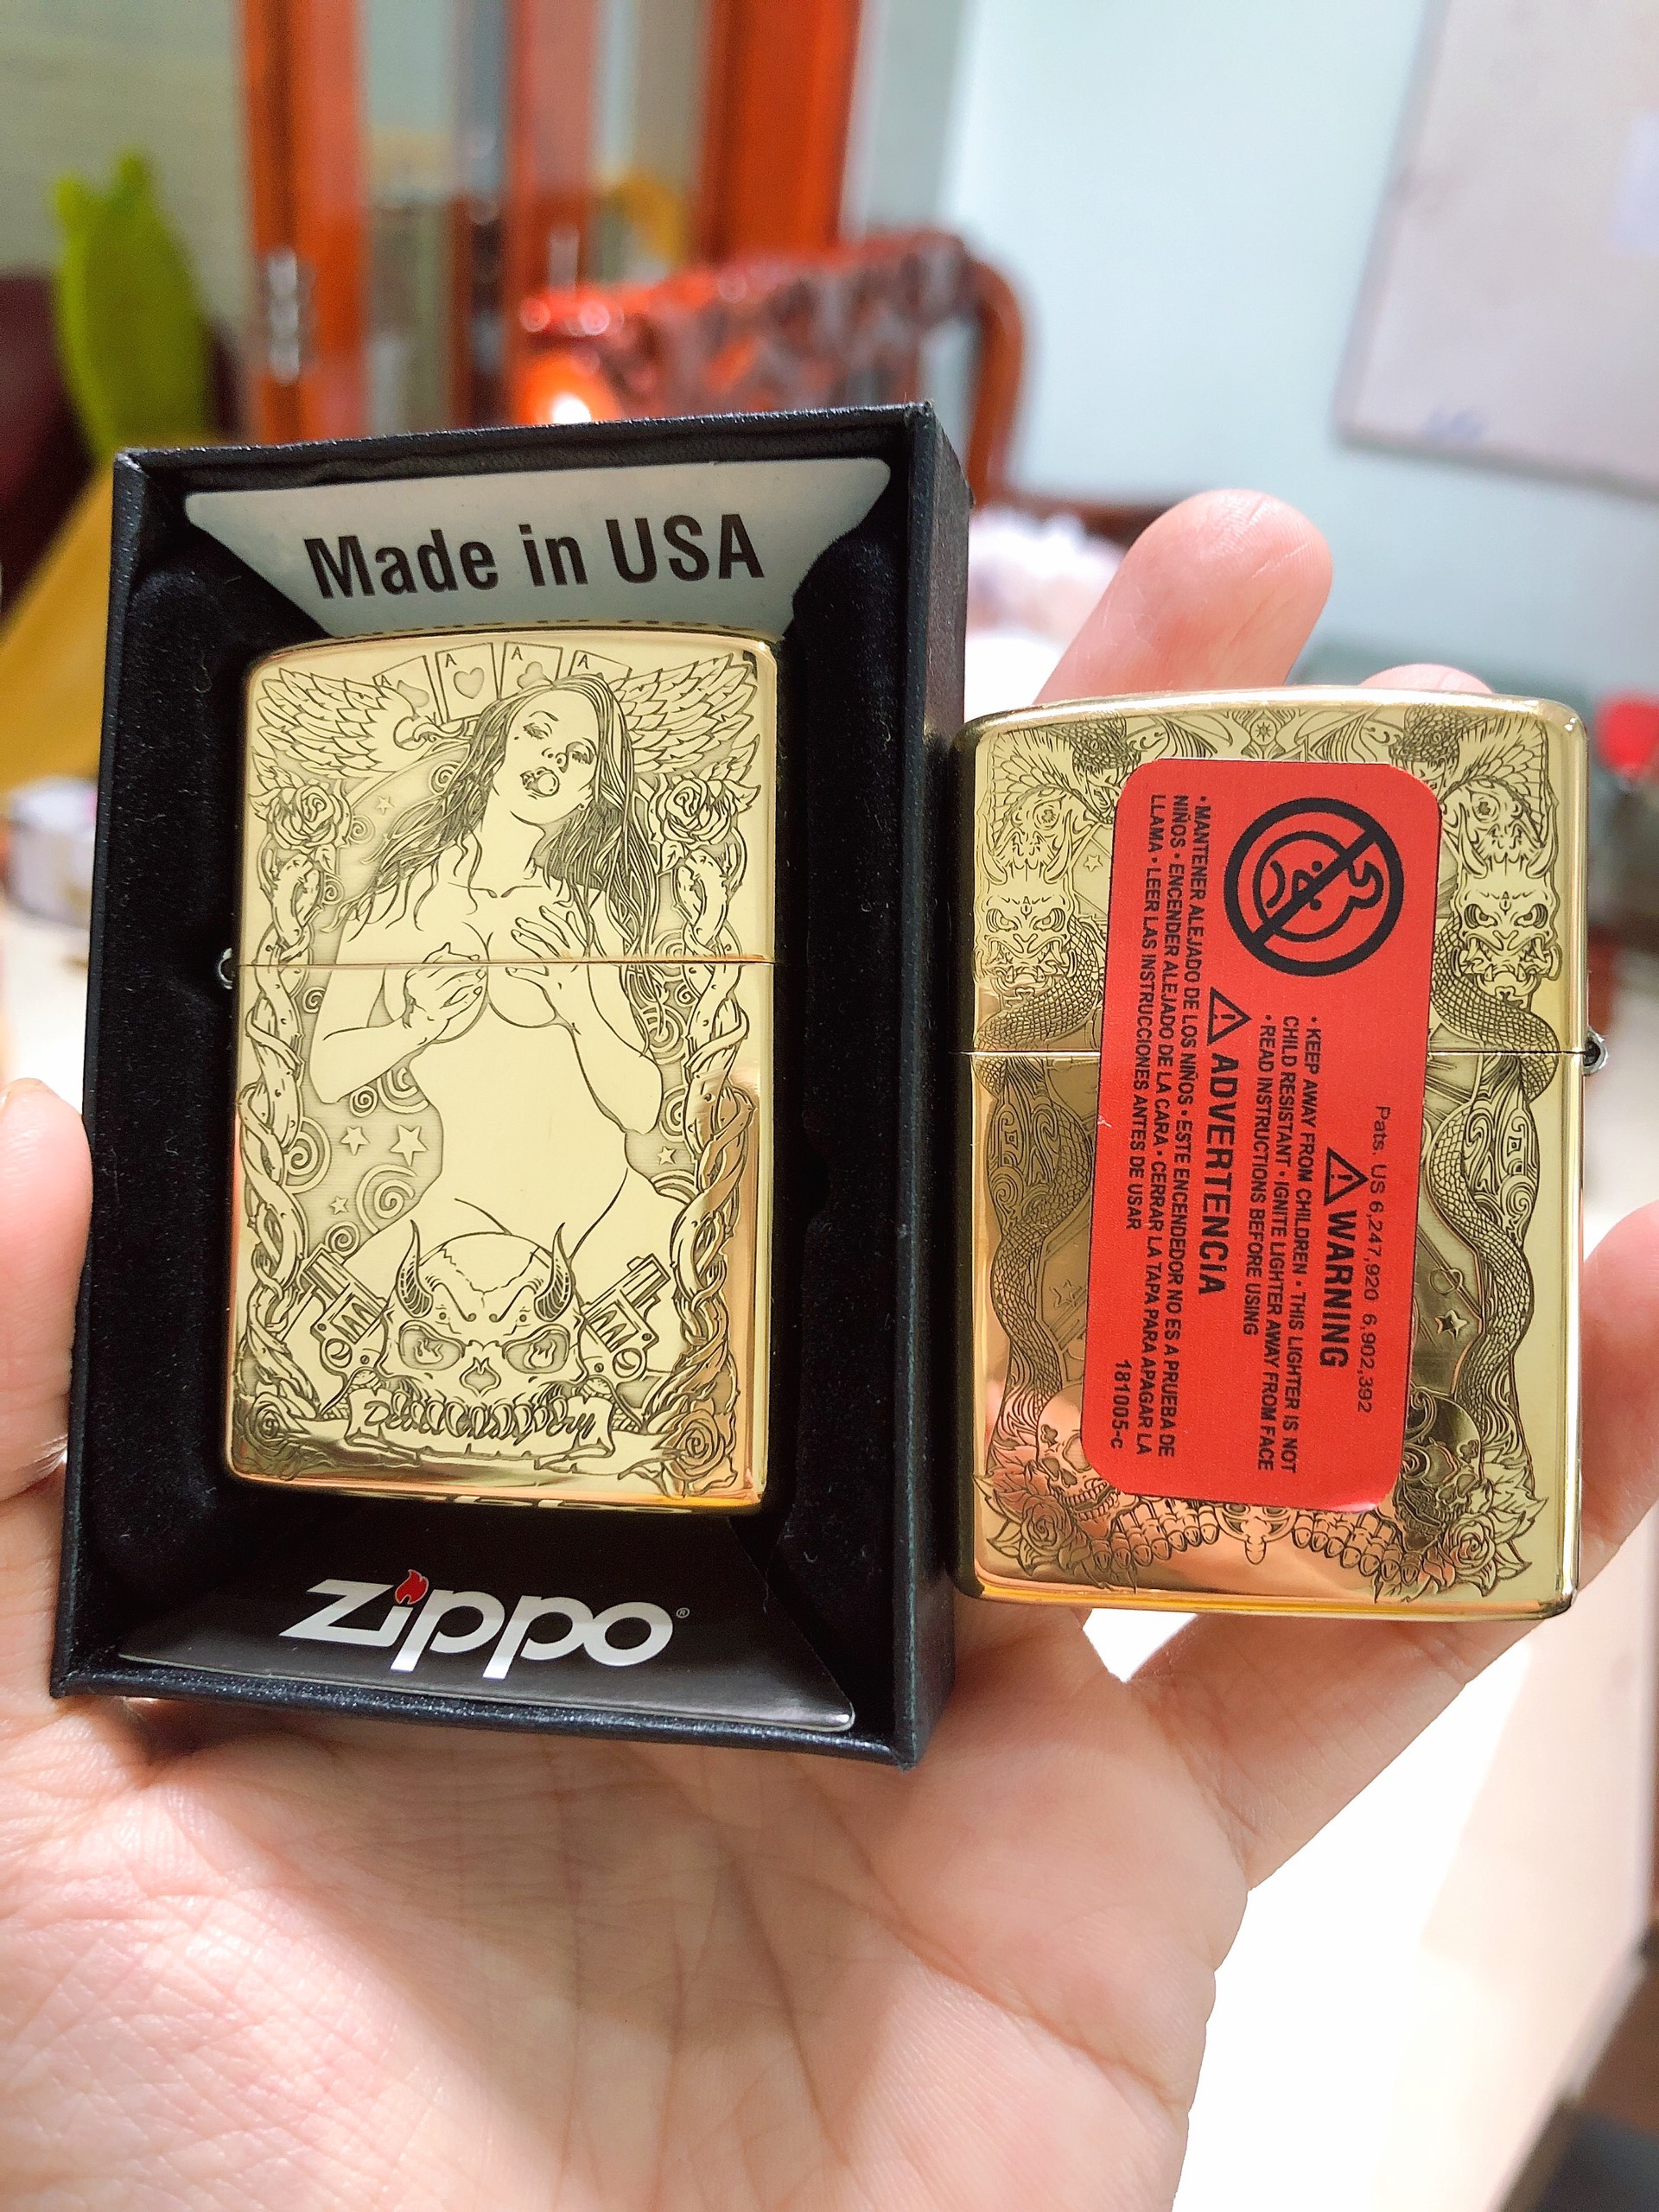 Made in USA
A
A
A
A
zippo®
Pats. US 6,247,920 6,902,392
⚠ WARNING
• KEEP AWAY FROM CHILDREN • THIS LIGHTER IS NOT
CHILD RESISTANT • IGNITE LIGHTER AWAY FROM FACE
• READ INSTRUCTIONS BEFORE USING
⚠ ADVERTENCIA
• MANTENER ALEJADO DE LOS NIÑOS • ESTE ENCENDEDOR NO ES A PRUEBA DE
NIÑOS • ENCENDER ALEJADO DE LA CARA • CERRAR LA TAPA PARA APAGAR LA
LLAMA • LEER LAS INSTRUCCIONES ANTES DE USAR
181005-c